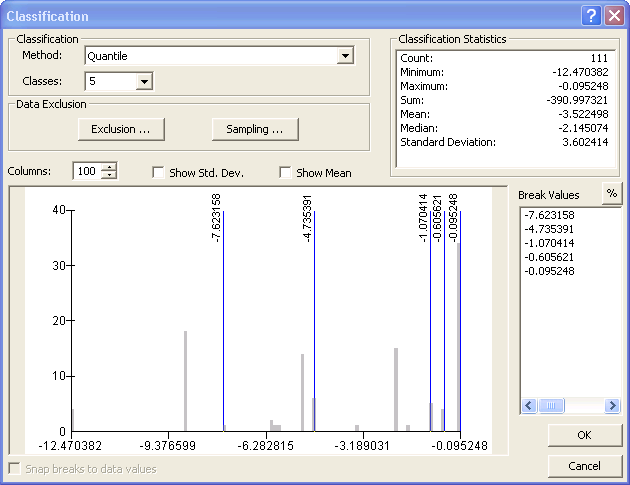 Classification
Classification
Method: Quantile
Classes: 5
Data Exclusion
Exclusion ... Sampling ...
Classification Statistics
Count: 111
Minimum: -12.470382
Maximum: -0.095248
Sum: -390.997321
Mean: -3.522498
Median: -2.145074
Standard Deviation: 3.602414
Columns: 100 Show Std. Dev. Show Mean
Break Values %
-7.623158
-4.735391
-1.070414
-0.605621
-0.095248
40
30
20
10
0
-7.623158
-4.735391
-1.070414
-0.605621
-0.095248
-12.470382 -9.376599 -6.282815 -3.189031 -0.095248
Snap breaks to data values
OK
Cancel